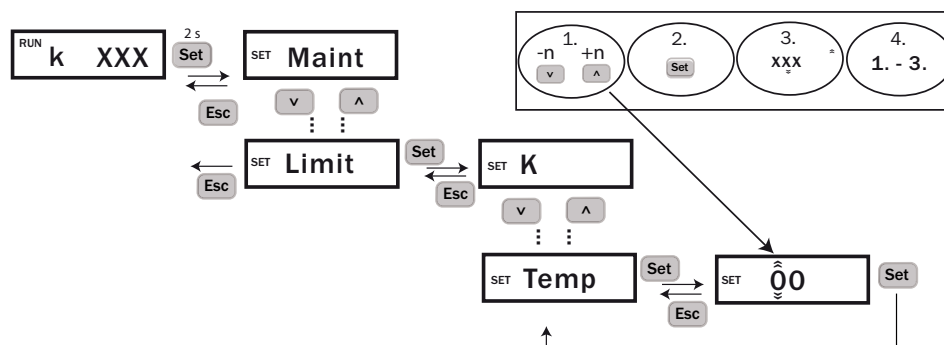 RUN k XXX
2 s
Set
Esc
SET Maint
v ^
SET Limit
Esc
Set
Esc
SET K
v ^
SET Temp
Set
Esc
SET 00
Set
1.
-n +n
v ^
2.
Set
3.
xxx
4.
1. - 3.